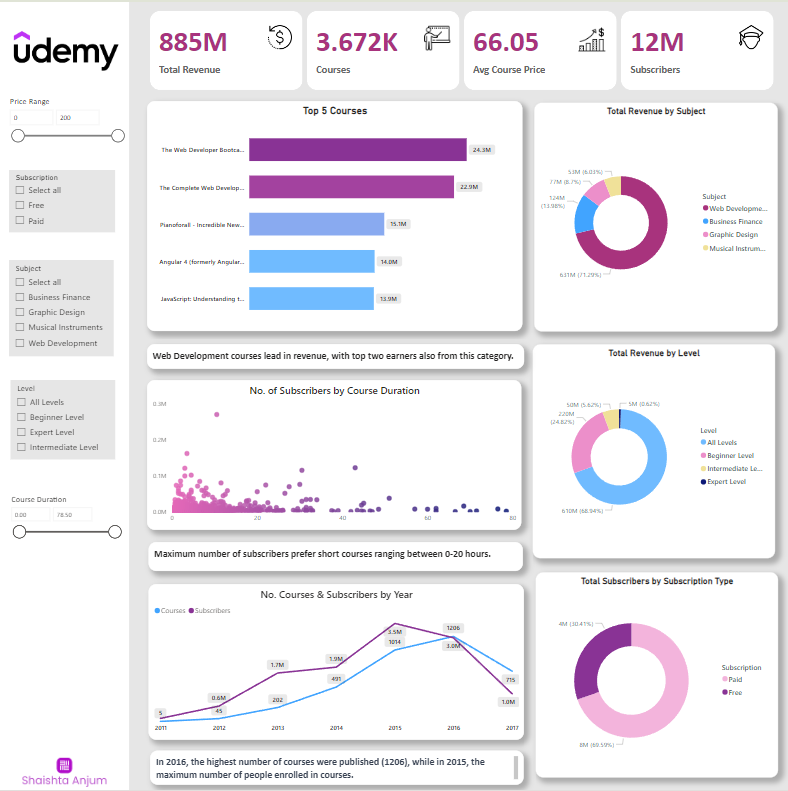 udemy
Price Range
0 200
Subscription
Select all
Free
Paid
Subject
Select all
Business Finance
Graphic Design
Musical Instruments
Web Development
Level
All Levels
Beginner Level
Expert Level
Intermediate Level
Course Duration
0.00 78.50
Shaishta Anjum
885M
Total Revenue
3.672K
Courses
66.05
Avg Course Price
12M
Subscribers
Top 5 Courses
The Web Developer Bootca... 24.3M
The Complete Web Develop... 22.9M
Pianoforall - Incredible New... 15.1M
Angular 4 (formerly Angular... 14.0M
JavaScript: Understanding t... 13.9M
Total Revenue by Subject
53M (6.03%)
77M (8.7%)
124M
(13.98%)
631M (71.29%)
Subject
Web Developme...
Business Finance
Graphic Design
Musical Instrum...
Web Development courses lead in revenue, with top two earners also from this category.
No. of Subscribers by Course Duration
0.3M
0.2M
0.1M
0.0M
0 20 40 60 80
Total Revenue by Level
50M (5.62%)
5M (0.62%)
220M
(24.82%)
610M (68.94%)
Level
All Levels
Beginner Level
Intermediate Le...
Expert Level
Maximum number of subscribers prefer short courses ranging between 0-20 hours.
No. Courses & Subscribers by Year
Courses Subscribers
5
0.6M
45
1.7M
202
1.9M
491
3.5M
1014
1206
3.0M
715
1.0M
2011 2012 2013 2014 2015 2016 2017
Total Subscribers by Subscription Type
4M (30.41%)
8M (69.59%)
Subscription
Paid
Free
In 2016, the highest number of courses were published (1206), while in 2015, the
maximum number of people enrolled in courses.